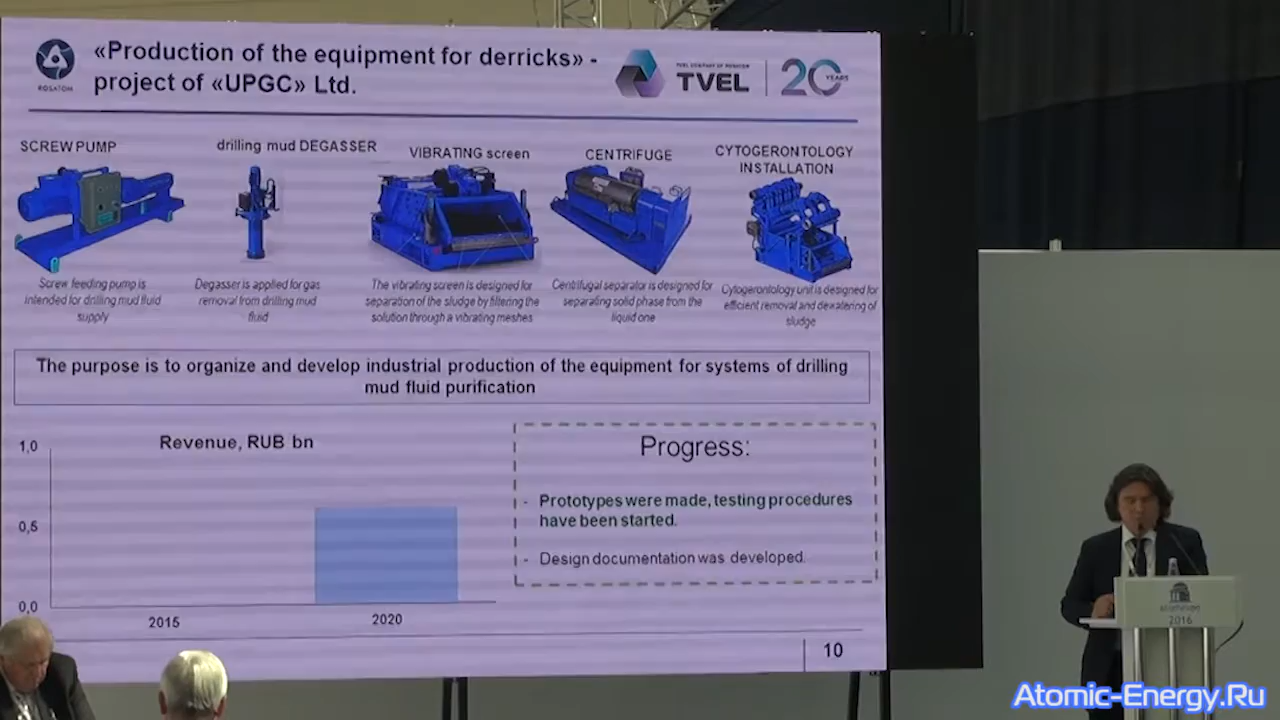 «Production of the equipment for derricks» -
project of «UPGC» Ltd.
ROSATOM
TVEL
20 YEARS
SCREW PUMP
drilling mud DEGASSER
VIBRATING screen
CENTRIFUGE
CYTOGERONTOLOGY
INSTALLATION
Screw feeding pump is
intended for drilling mud fluid
supply
Degasser is applied for gas
removal from drilling mud
fluid
The vibrating screen is designed for
separation of the sludge by filtering the
solution through a vibrating meshes
Centrifugal separator is designed for
separating solid phase from the
liquid one
Cytogerontology unit is designed for
efficient removal and dewatering of
sludge
The purpose is to organize and develop industrial production of the equipment for systems of drilling
mud fluid purification
Revenue, RUB bn
1,0
0,5
0,0
2015
2020
Progress:
- Prototypes were made, testing procedures
have been started.
- Design documentation was developed.
10
2016
Atomic-Energy.Ru